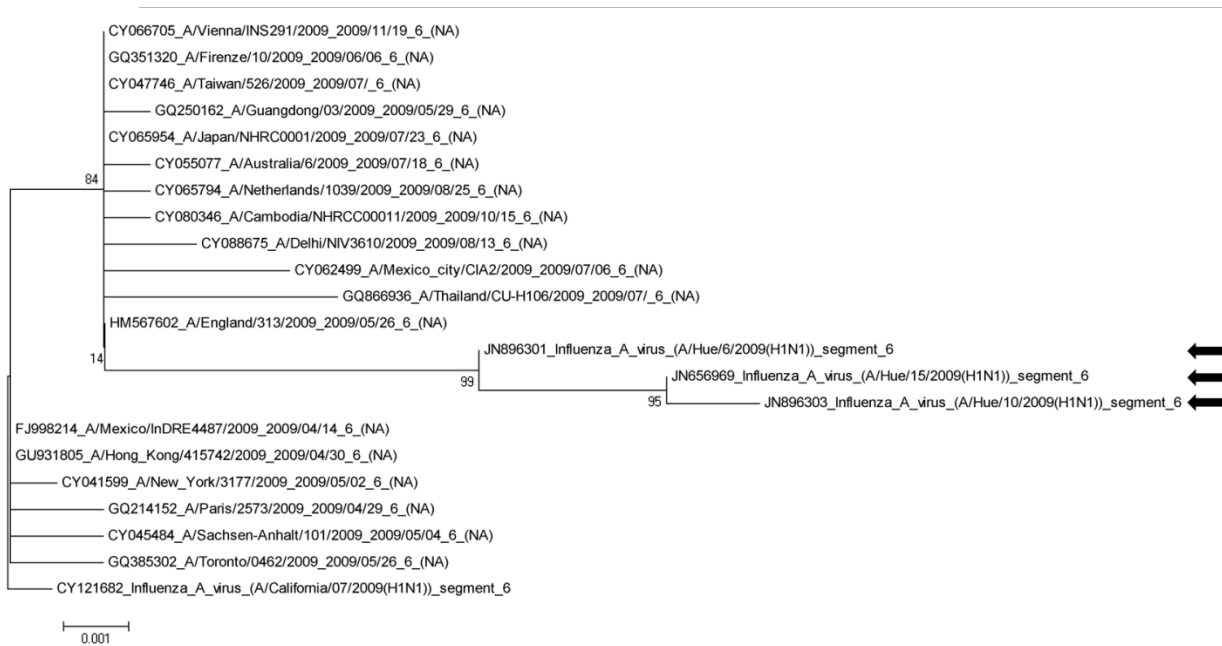 CY066705_A/Vienna/INS291/2009_2009/11/19_6_(NA)
GQ351320_A/Firenze/10/2009_2009/06/06_6_(NA)
CY047746_A/Taiwan/526/2009_2009/07/_6_(NA)
GQ250162_A/Guangdong/03/2009_2009/05/29_6_(NA)
CY065954_A/Japan/NHRC0001/2009_2009/07/23_6_(NA)
CY055077_A/Australia/6/2009_2009/07/18_6_(NA)
84
CY065794_A/Netherlands/1039/2009_2009/08/25_6_(NA)
CY080346_A/Cambodia/NHRCC00011/2009_2009/10/15_6_(NA)
CY088675_A/Delhi/NIV3610/2009_2009/08/13_6_(NA)
CY062499_A/Mexico_city/CIA2/2009_2009/07/06_6_(NA)
GQ866936_A/Thailand/CU-H106/2009_2009/07/_6_(NA)
HM567602_A/England/313/2009_2009/05/26_6_(NA)
14
JN896301_Influenza_A_virus_(A/Hue/6/2009(H1N1))_segment_6
99
JN656969_Influenza_A_virus_(A/Hue/15/2009(H1N1))_segment_6
95
JN896303_Influenza_A_virus_(A/Hue/10/2009(H1N1))_segment_6
FJ998214_A/Mexico/InDRE4487/2009_2009/04/14_6_(NA)
GU931805_A/Hong_Kong/415742/2009_2009/04/30_6_(NA)
CY041599_A/New_York/3177/2009_2009/05/02_6_(NA)
GQ214152_A/Paris/2573/2009_2009/04/29_6_(NA)
CY045484_A/Sachsen-Anhalt/101/2009_2009/05/04_6_(NA)
GQ385302_A/Toronto/0462/2009_2009/05/26_6_(NA)
CY121682_Influenza_A_virus_(A/California/07/2009(H1N1))_segment_6
0.001